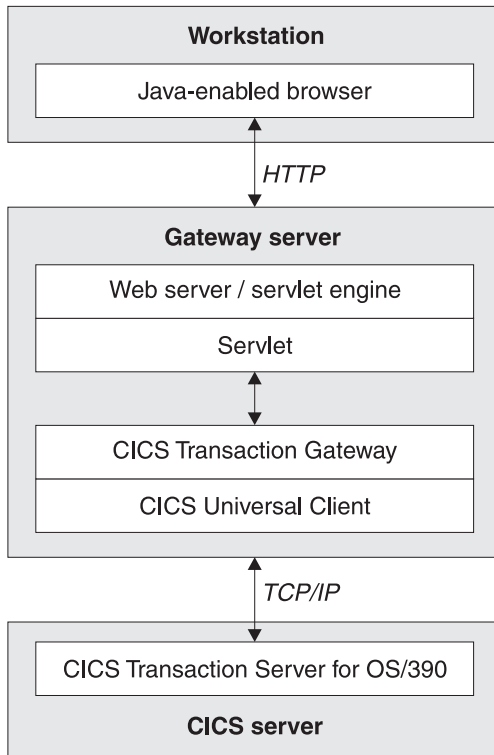 Workstation
Java-enabled browser
HTTP
Gateway server
Web server / servlet engine
Servlet
CICS Transaction Gateway
CICS Universal Client
TCP/IP
CICS Transaction Server for OS/390
CICS server